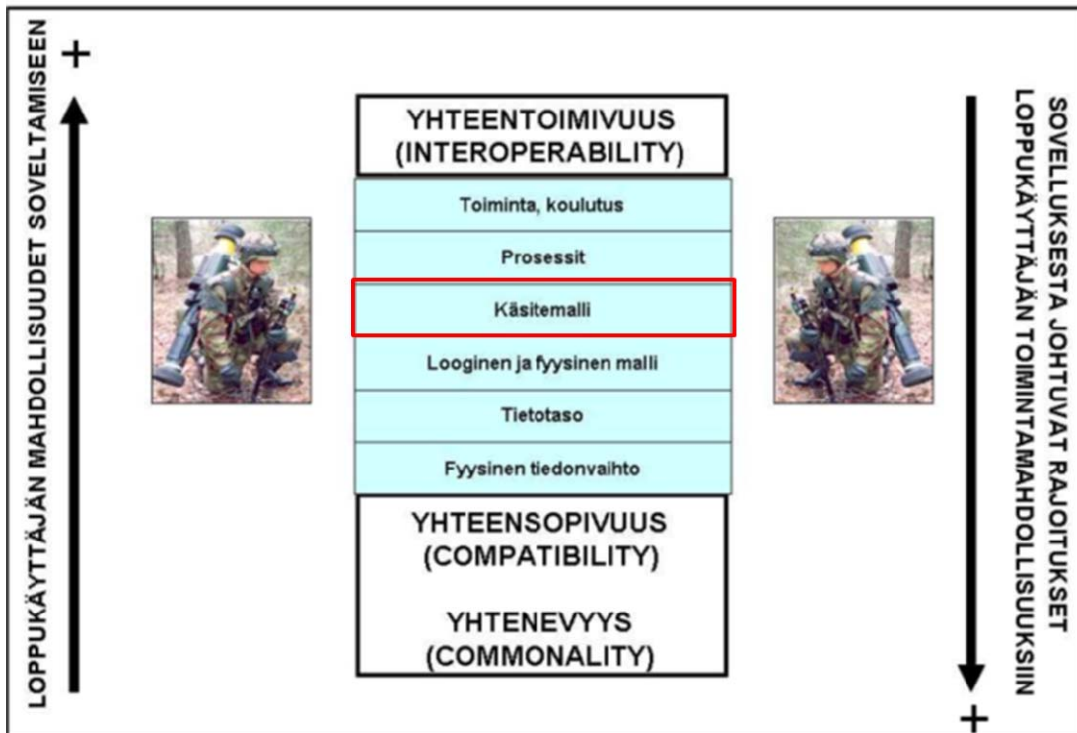 LOPPUKÄYTTÄJÄN MAHDOLLISUUDET SOVELTAMISEEN
+
YHTEENTOIMIVUUS
(INTEROPERABILITY)
Toiminta, koulutus
Prosessit
Käsitemalli
Looginen ja fyysinen malli
Tietotaso
Fyysinen tiedonvaihto
YHTEENSOPIVUUS
(COMPATIBILITY)
YHTENEVYYS
(COMMONALITY)
SOVELLUKSESTA JOHTUVAT RAJOITUKSET
LOPPUKÄYTTÄJÄN TOIMINTAMAHDOLLISUUKSIIN
+